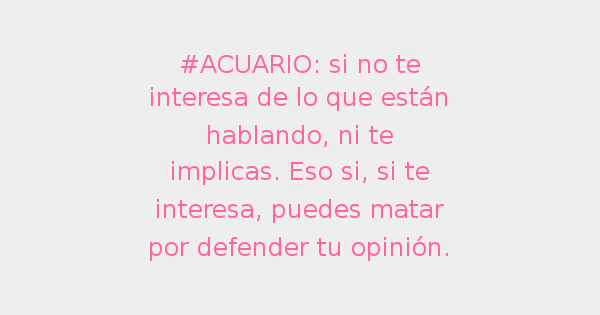 #ACUARIO: si no te
interesa de lo que están
hablando, ni te
implicas. Eso si, si te
interesa, puedes matar
por defender tu opinión.